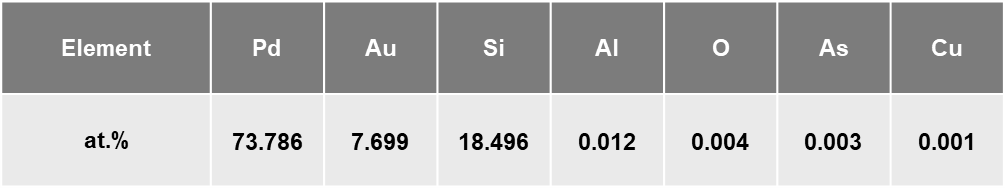 Element Pd Au Si Al O As Cu
at.% 73.786 7.699 18.496 0.012 0.004 0.003 0.001